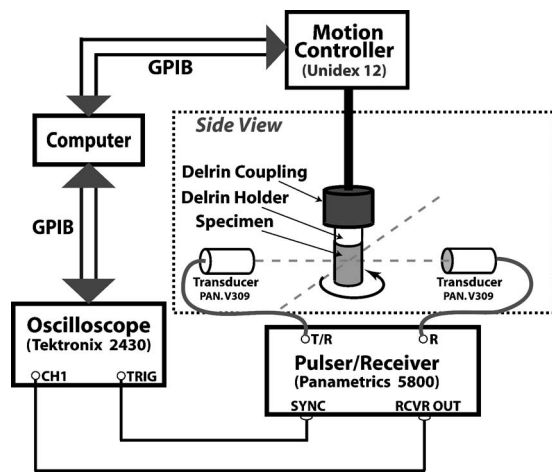 Motion
Controller
(Unidex 12)
GPIB
Computer
Side View
Delrin Coupling
Delrin Holder
Specimen
GPIB
Transducer
PAN.V309
Transducer
PAN.V309
Oscilloscope
(Tektronix 2430)
CH1
TRIG
T/R
R
Pulser/Receiver
(Panametrics 5800)
SYNC
RCVR OUT